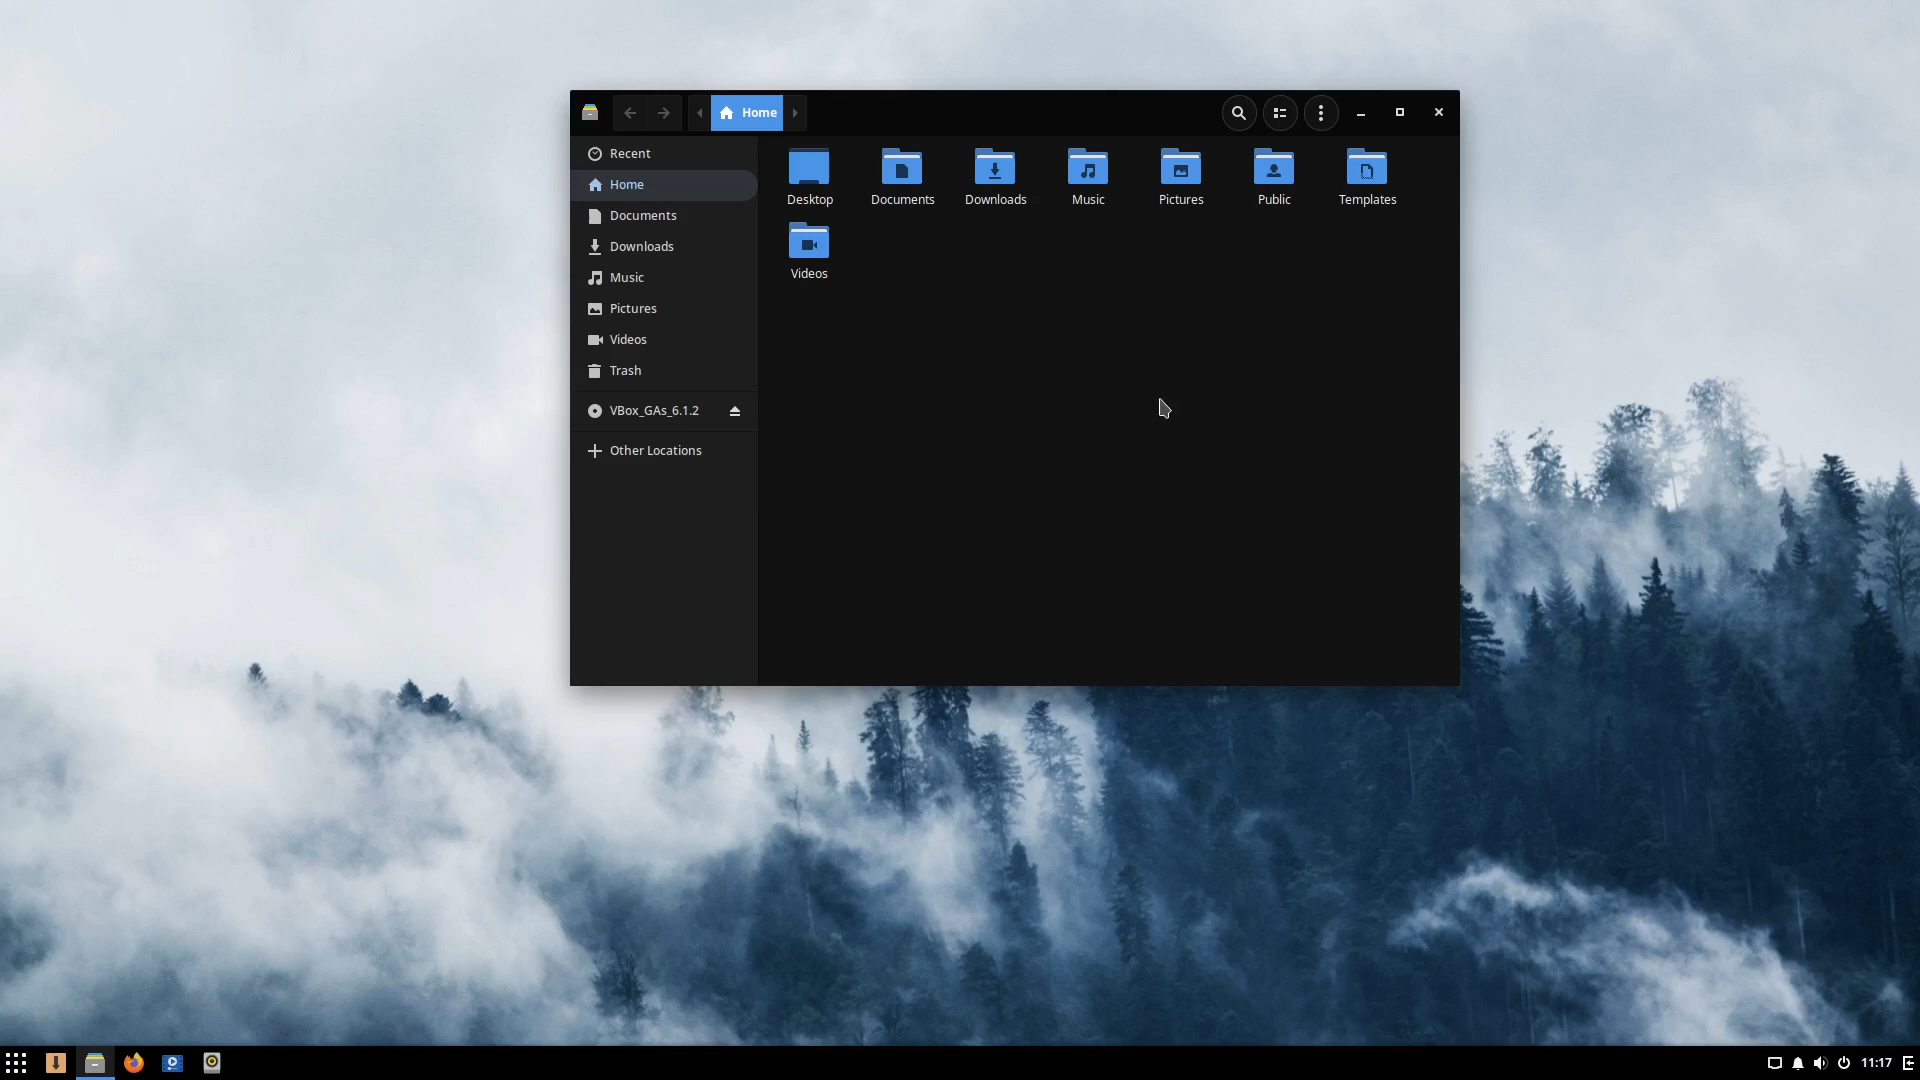 Home
Recent
Home
Documents
Downloads
Music
Pictures
Videos
Trash
VBox_GAs_6.1.2
Other Locations
Desktop
Documents
Downloads
Music
Pictures
Public
Templates
Videos
11:17